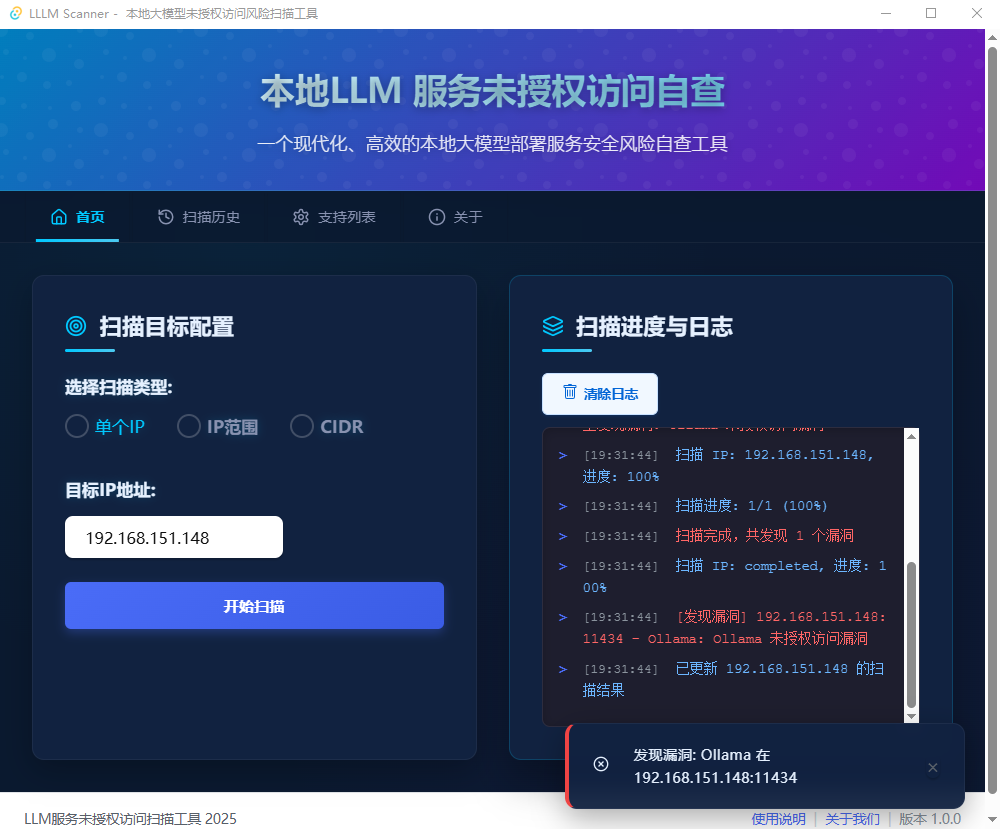 LLLM Scanner - 本地大模型未授权访问风险扫描工具
本地LLM 服务未授权访问自查
一个现代化、高效的本地大模型部署服务安全风险自查工具
首页 扫描历史 支持列表 关于
扫描目标配置
选择扫描类型:
单个IP IP范围 CIDR
目标IP地址:
192.168.151.148
开始扫描
扫描进度与日志
清除日志
> [19:31:44] 扫描 IP: 192.168.151.148,
进度: 100%
> [19:31:44] 扫描进度: 1/1 (100%)
> [19:31:44] 扫描完成，共发现 1 个漏洞
> [19:31:44] 扫描 IP: completed, 进度: 1
00%
> [19:31:44] [发现漏洞] 192.168.151.148:
11434 - Ollama: Ollama 未授权访问漏洞
> [19:31:44] 已更新 192.168.151.148 的扫
描结果
发现漏洞: Ollama 在
192.168.151.148:11434
LLM服务未授权访问扫描工具 2025
使用说明 | 关于我们 | 版本 1.0.0